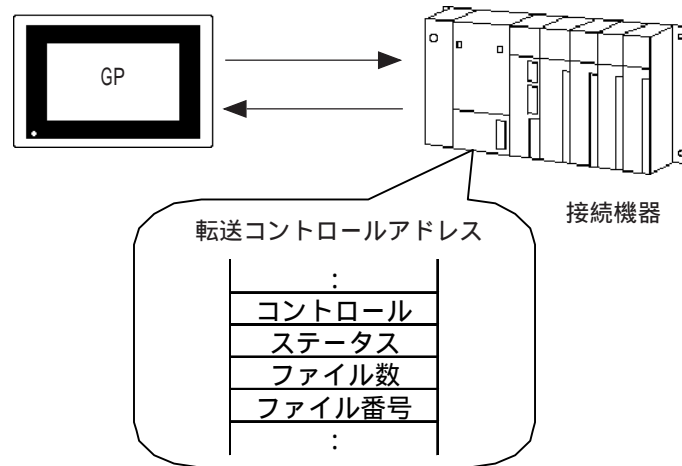 GP
接続機器
転送コントロールアドレス
:
コントロール
ステータス
ファイル数
ファイル番号
: